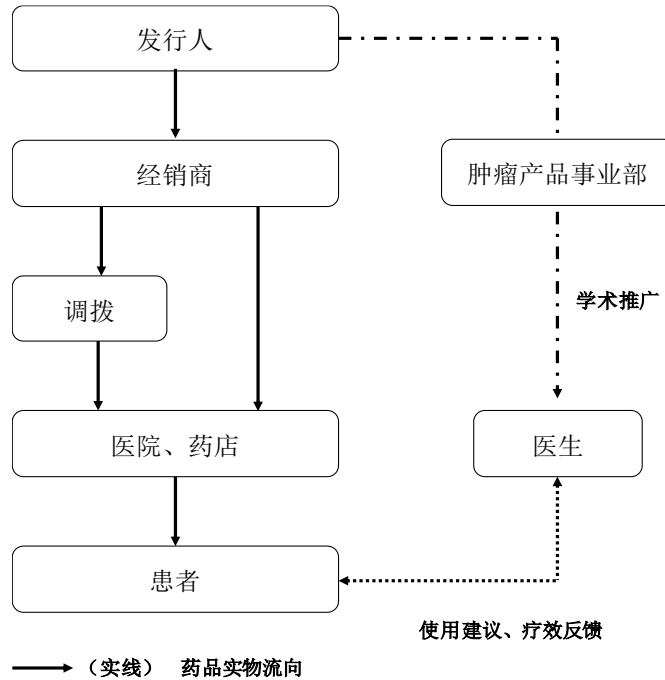 发行人
经销商
肿瘤产品事业部
调拨
学术推广
医院、药店
医生
患者
使用建议、疗效反馈
（实线） 药品实物流向